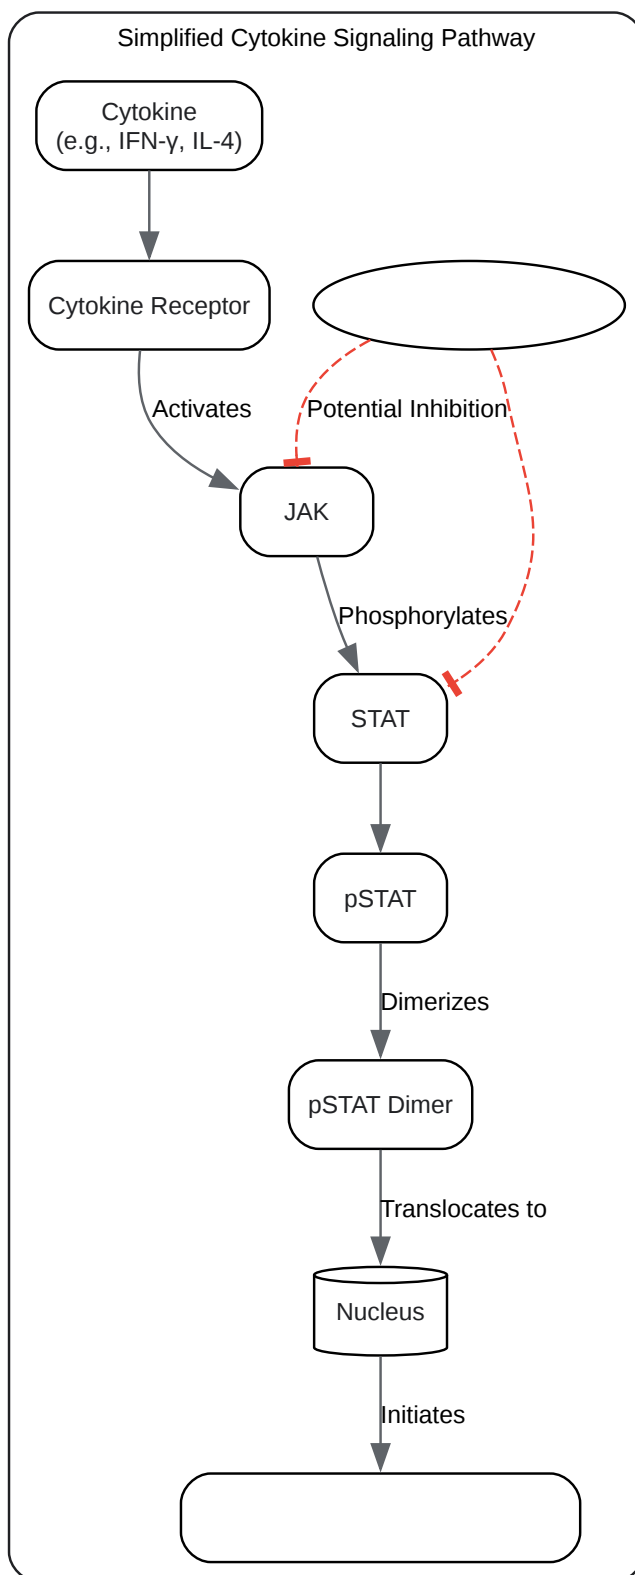 Simplified Cytokine Signaling Pathway
Cytokine
(e.g., IFN-γ, IL-4)
Cytokine Receptor
Activates
Potential Inhibition
JAK
Phosphorylates
STAT
pSTAT
Dimerizes
pSTAT Dimer
Translocates to
Nucleus
Initiates